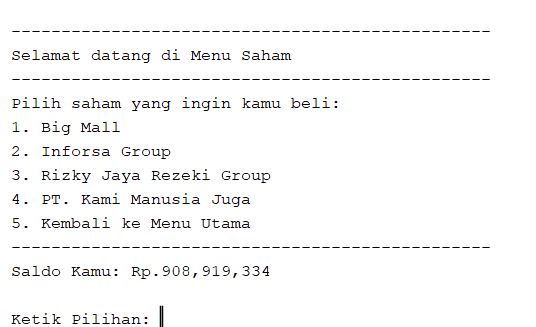 ------------------------------------------------
Selamat datang di Menu Saham
------------------------------------------------
Pilih saham yang ingin kamu beli:
1. Big Mall
2. Inforsa Group
3. Rizky Jaya Rezeki Group
4. PT. Kami Manusia Juga
5. Kembali ke Menu Utama
------------------------------------------------
Saldo Kamu: Rp.908,919,334
Ketik Pilihan: